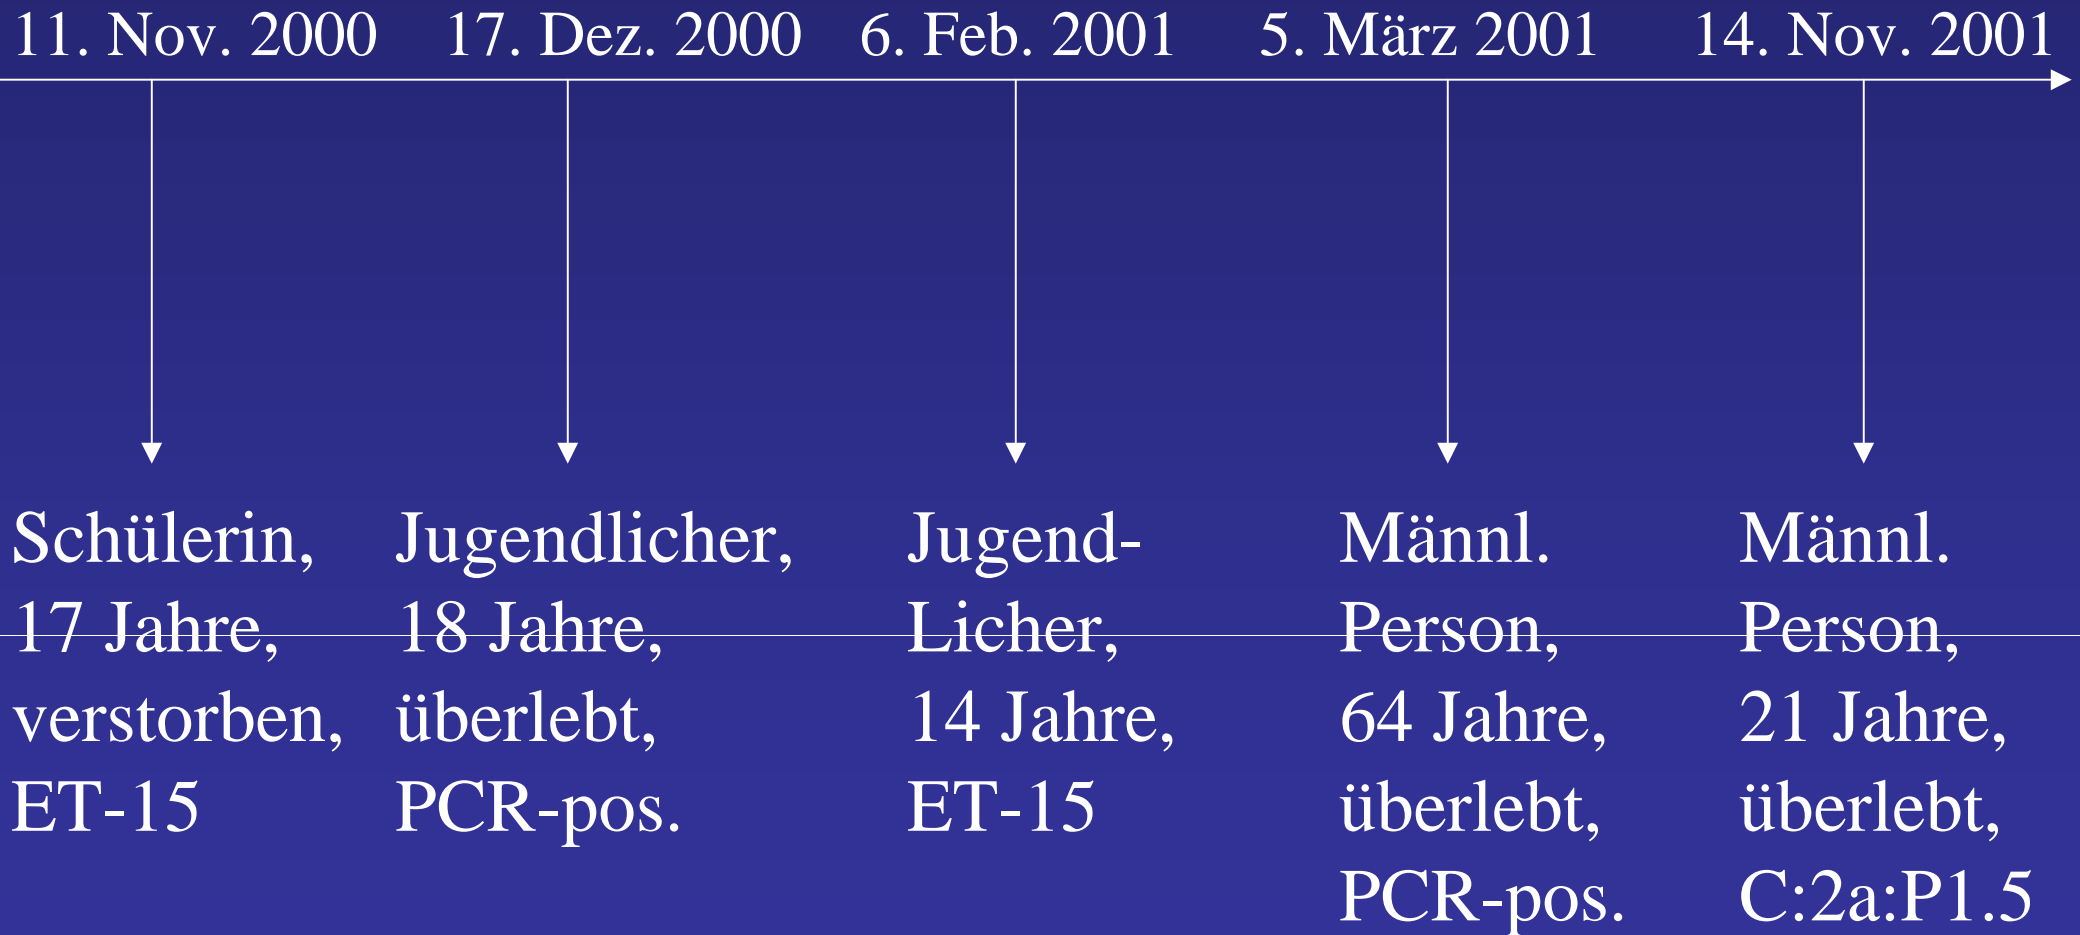 11. Nov. 2000 17. Dez. 2000 6. Feb. 2001 5. März 2001 14. Nov. 2001
Schülerin,
17 Jahre,
verstorben,
ET-15
Jugendlicher,
18 Jahre,
überlebt,
PCR-pos.
Jugend-
Licher,
14 Jahre,
ET-15
Männl.
Person,
64 Jahre,
überlebt,
PCR-pos.
Männl.
Person,
21 Jahre,
überlebt,
C:2a:P1.5